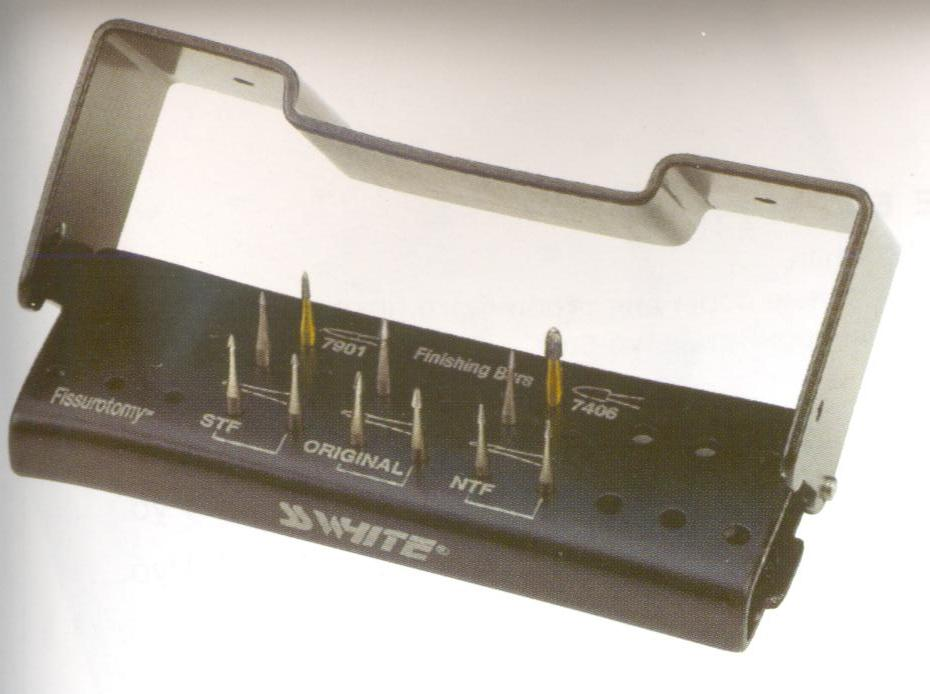 7901
Finishing Burs
7406
Fissurotomy™
STF
ORIGINAL
NTF
SS WHITE®